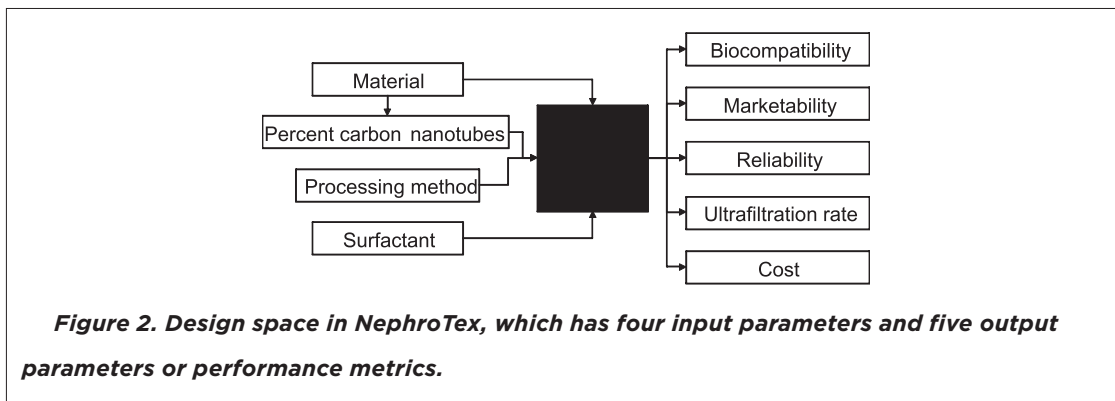 Material
Percent carbon nanotubes
Processing method
Surfactant
Biocompatibility
Marketability
Reliability
Ultrafiltration rate
Cost
Figure 2. Design space in NephroTex, which has four input parameters and five output
parameters or performance metrics.